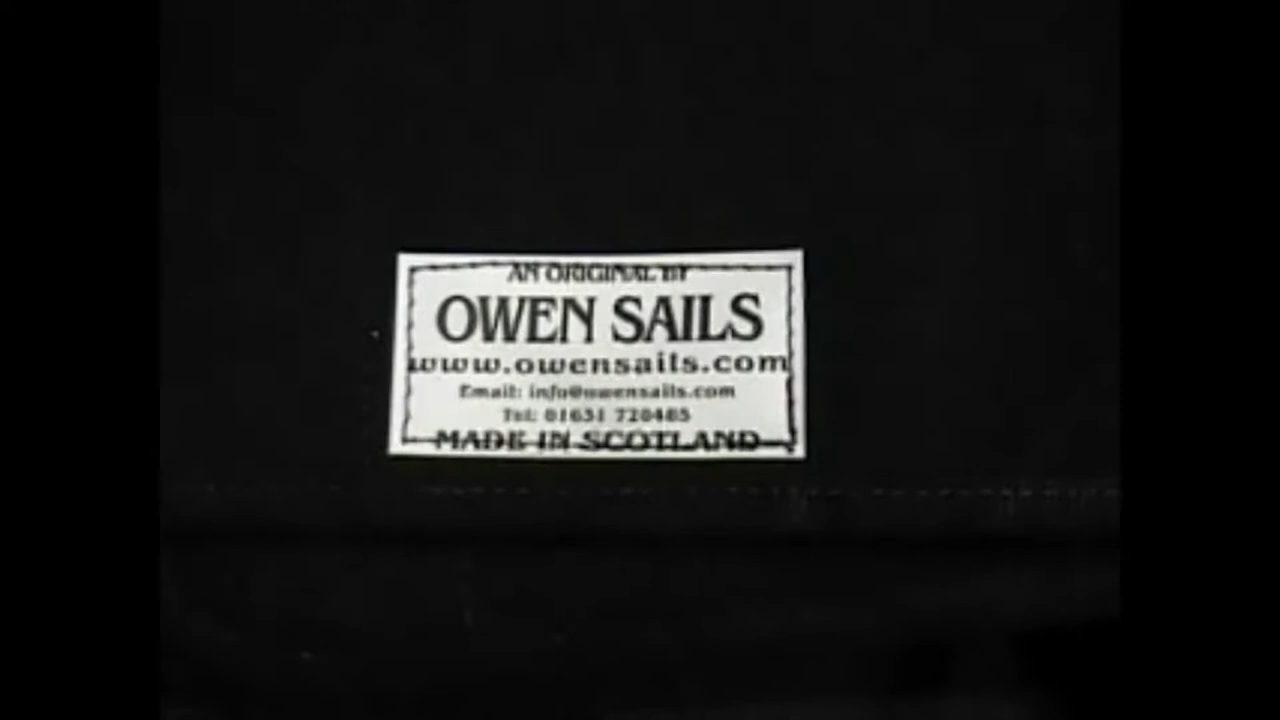 AN ORIGINAL BY
OWEN SAILS
www.owensails.com
Email: info@owensails.com
Tel: 01631 720485
MADE IN SCOTLAND